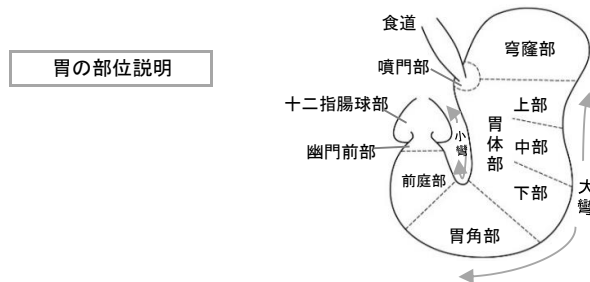 胃の部位説明
食道
穹窿部
噴門部
十二指腸球部
上部
胃体部
小彎
中部
幽門前部
前庭部
下部
大彎
胃角部